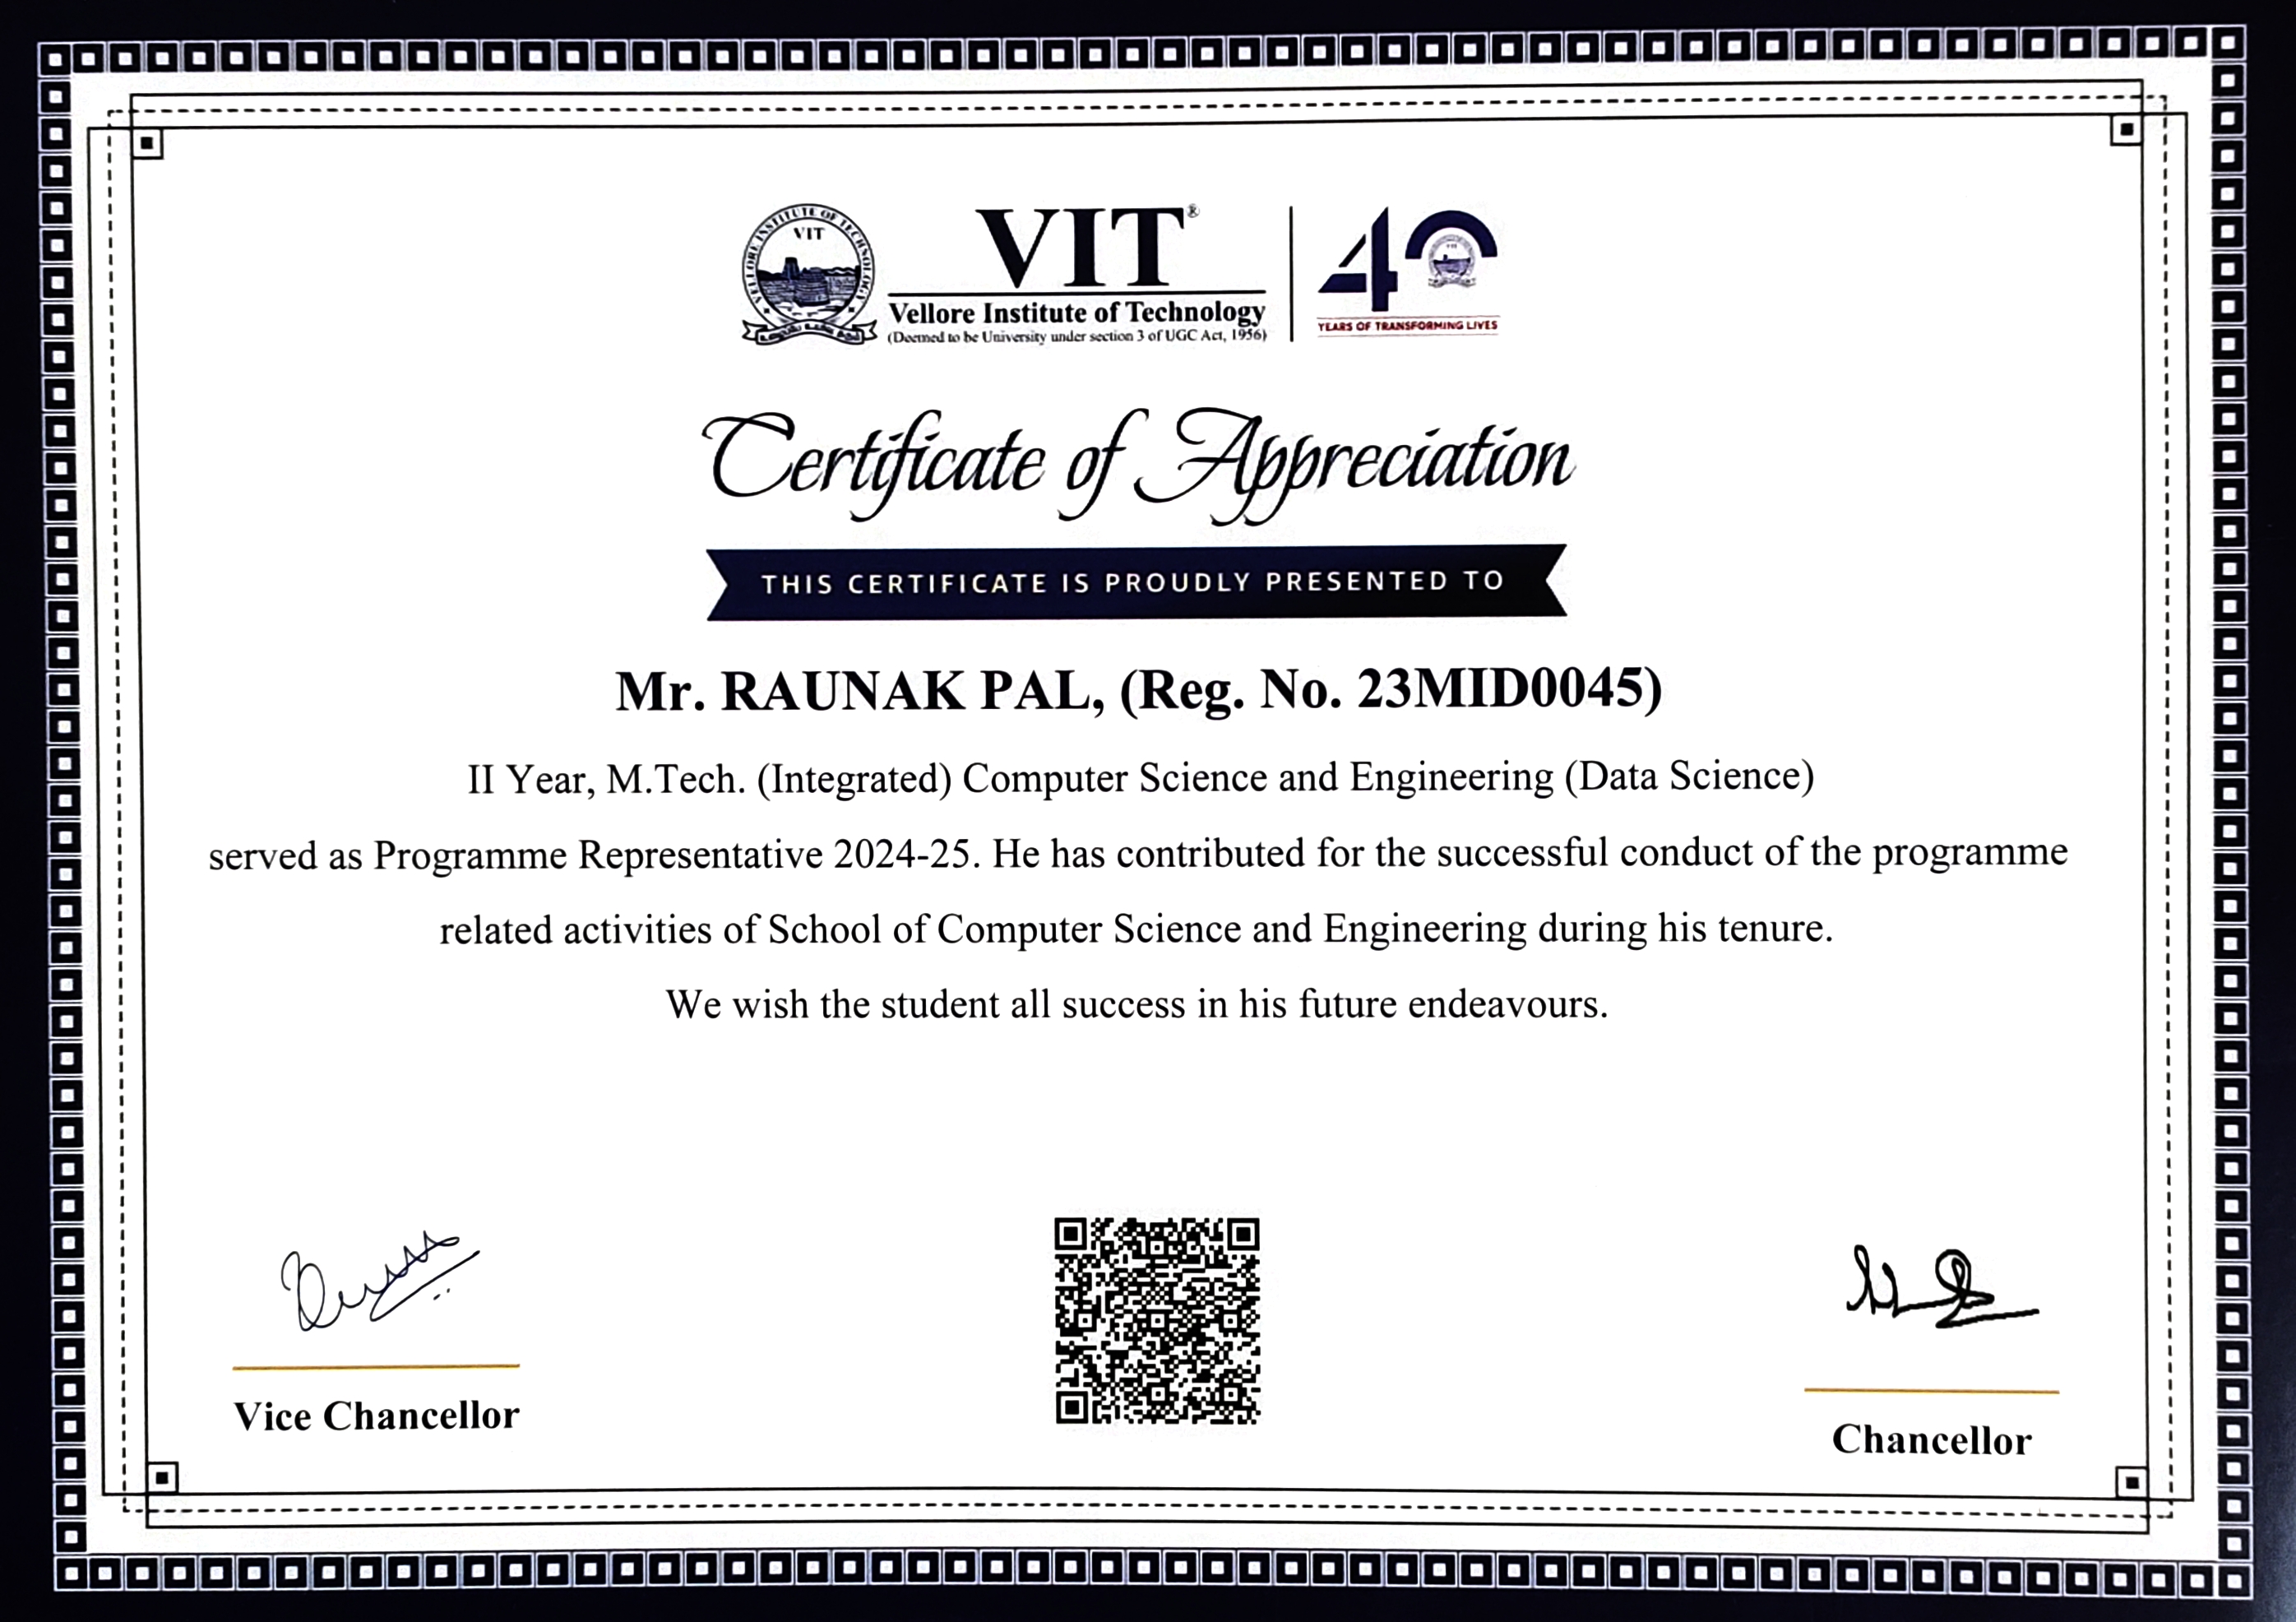 VELLORE INSTITUTE OF TECHNOLOGY
VIT
VIT®
Vellore Institute of Technology
(Deemed to be University under section 3 of UGC Act, 1956)
40
YEARS OF TRANSFORMING LIVES
Certificate of Appreciation
THIS CERTIFICATE IS PROUDLY PRESENTED TO
Mr. RAUNAK PAL, (Reg. No. 23MID0045)
II Year, M.Tech. (Integrated) Computer Science and Engineering (Data Science)
served as Programme Representative 2024-25. He has contributed for the successful conduct of the programme
related activities of School of Computer Science and Engineering during his tenure.
We wish the student all success in his future endeavours.
Vice Chancellor
Chancellor